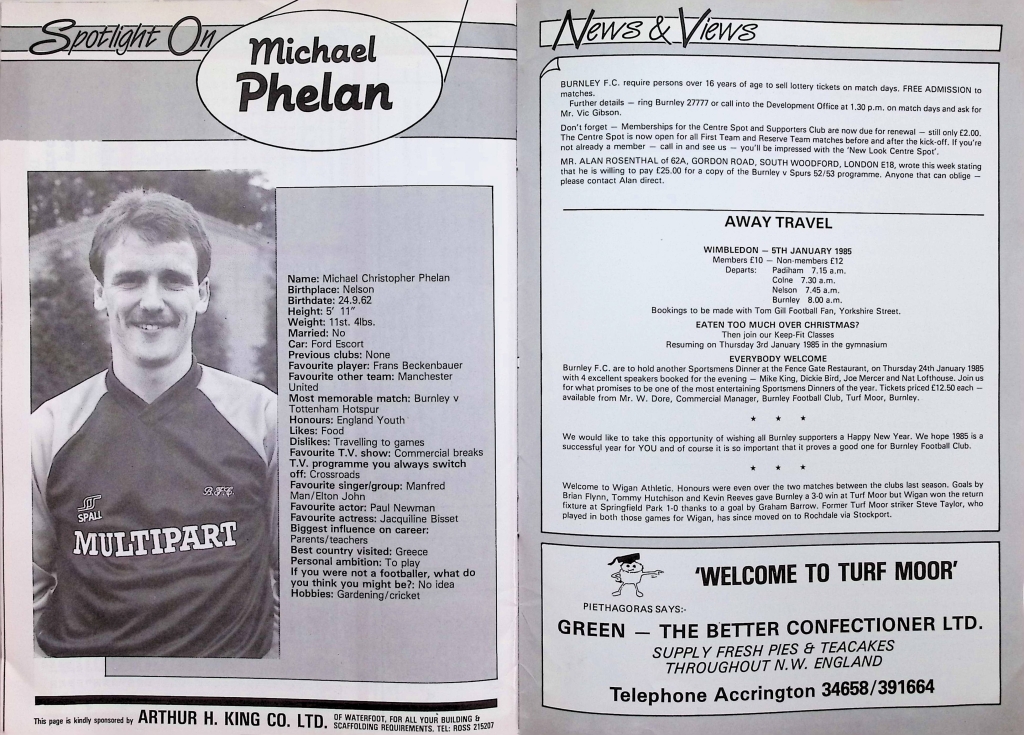 Spotlight On
Michael
Phelan
Name: Michael Christopher Phelan
Birthplace: Nelson
Birthdate: 24.9.62
Height: 5' 11"
Weight: 11st. 4lbs.
Married: No
Car: Ford Escort
Previous clubs: None
Favourite player: Frans Beckenbauer
Favourite other team: Manchester
United
Most memorable match: Burnley v
Tottenham Hotspur
Honours: England Youth
Likes: Food
Dislikes: Travelling to games
Favourite T.V. show: Commercial breaks
T.V. programme you always switch
off: Crossroads
Favourite singer/group: Manfred
Man/Elton John
Favourite actor: Paul Newman
Favourite actress: Jacquiline Bisset
Biggest influence on career:
Parents/teachers
Best country visited: Greece
Personal ambition: To play
If you were not a footballer, what do
you think you might be?: No idea
Hobbies: Gardening/cricket
B.F.C.
SPALL
MULTIPART
This page is kindly sponsored by ARTHUR H. KING CO. LTD. OF WATERFOOT, FOR ALL YOUR BUILDING &
SCAFFOLDING REQUIREMENTS. TEL: ROSS 215207
News & Views
BURNLEY F.C. require persons over 16 years of age to sell lottery tickets on match days. FREE ADMISSION to
matches.
Further details — ring Burnley 27777 or call into the Development Office at 1.30 p.m. on match days and ask for
Mr. Vic Gibson.
Don't forget — Memberships for the Centre Spot and Supporters Club are now due for renewal — still only £2.00.
The Centre Spot is now open for all First Team and Reserve Team matches before and after the kick-off. If you're
not already a member — call in and see us — you'll be impressed with the 'New Look Centre Spot'.
MR. ALAN ROSENTHAL of 62A, GORDON ROAD, SOUTH WOODFORD, LONDON E18, wrote this week stating
that he is willing to pay £25.00 for a copy of the Burnley v Spurs 52/53 programme. Anyone that can oblige —
please contact Alan direct.
AWAY TRAVEL
WIMBLEDON — 5TH JANUARY 1985
Members £10 — Non-members £12
Departs: Padiham 7.15 a.m.
Colne 7.30 a.m.
Nelson 7.45 a.m.
Burnley 8.00 a.m.
Bookings to be made with Tom Gill Football Fan, Yorkshire Street.
EATEN TOO MUCH OVER CHRISTMAS?
Then join our Keep-Fit Classes
Resuming on Thursday 3rd January 1985 in the gymnasium
EVERYBODY WELCOME
Burnley F.C. are to hold another Sportsmens Dinner at the Fence Gate Restaurant, on Thursday 24th January 1985
with 4 excellent speakers booked for the evening — Mike King, Dickie Bird, Joe Mercer and Nat Lofthouse. Join us
for what promises to be one of the most entertaining Sportsmens Dinners of the year. Tickets priced £12.50 each —
available from Mr. W. Dore, Commercial Manager, Burnley Football Club, Turf Moor, Burnley.
* * *
We would like to take this opportunity of wishing all Burnley supporters a Happy New Year. We hope 1985 is a
successful year for YOU and of course it is so important that it proves a good one for Burnley Football Club.
* * *
Welcome to Wigan Athletic. Honours were even over the two matches between the clubs last season. Goals by
Brian Flynn, Tommy Hutchison and Kevin Reeves gave Burnley a 3-0 win at Turf Moor but Wigan won the return
fixture at Springfield Park 1-0 thanks to a goal by Graham Barrow. Former Turf Moor striker Steve Taylor, who
played in both those games for Wigan, has since moved on to Rochdale via Stockport.
'WELCOME TO TURF MOOR'
PIETHAGORAS SAYS:-
GREEN — THE BETTER CONFECTIONER LTD.
SUPPLY FRESH PIES & TEACAKES
THROUGHOUT N.W. ENGLAND
Telephone Accrington 34658/391664